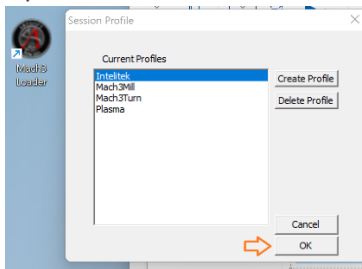 Session Profile
Mach3
Loader
Current Profiles
Intelitek
Mach3Mill
Mach3Turn
Plasma
Create Profile
Delete Profile
Cancel
OK